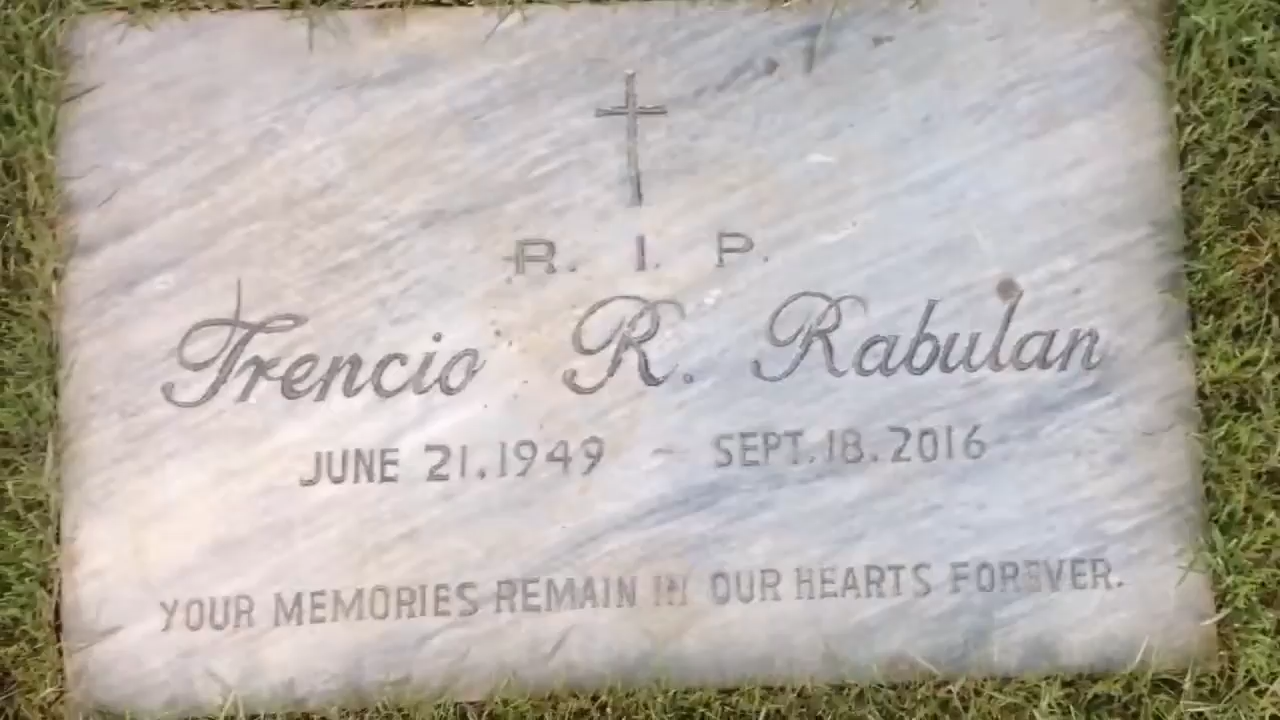 R. I. P.
Trencio R. Rabulan
JUNE 21.1949 - SEPT.18.2016
YOUR MEMORIES REMAIN IN OUR HEARTS FOREVER.